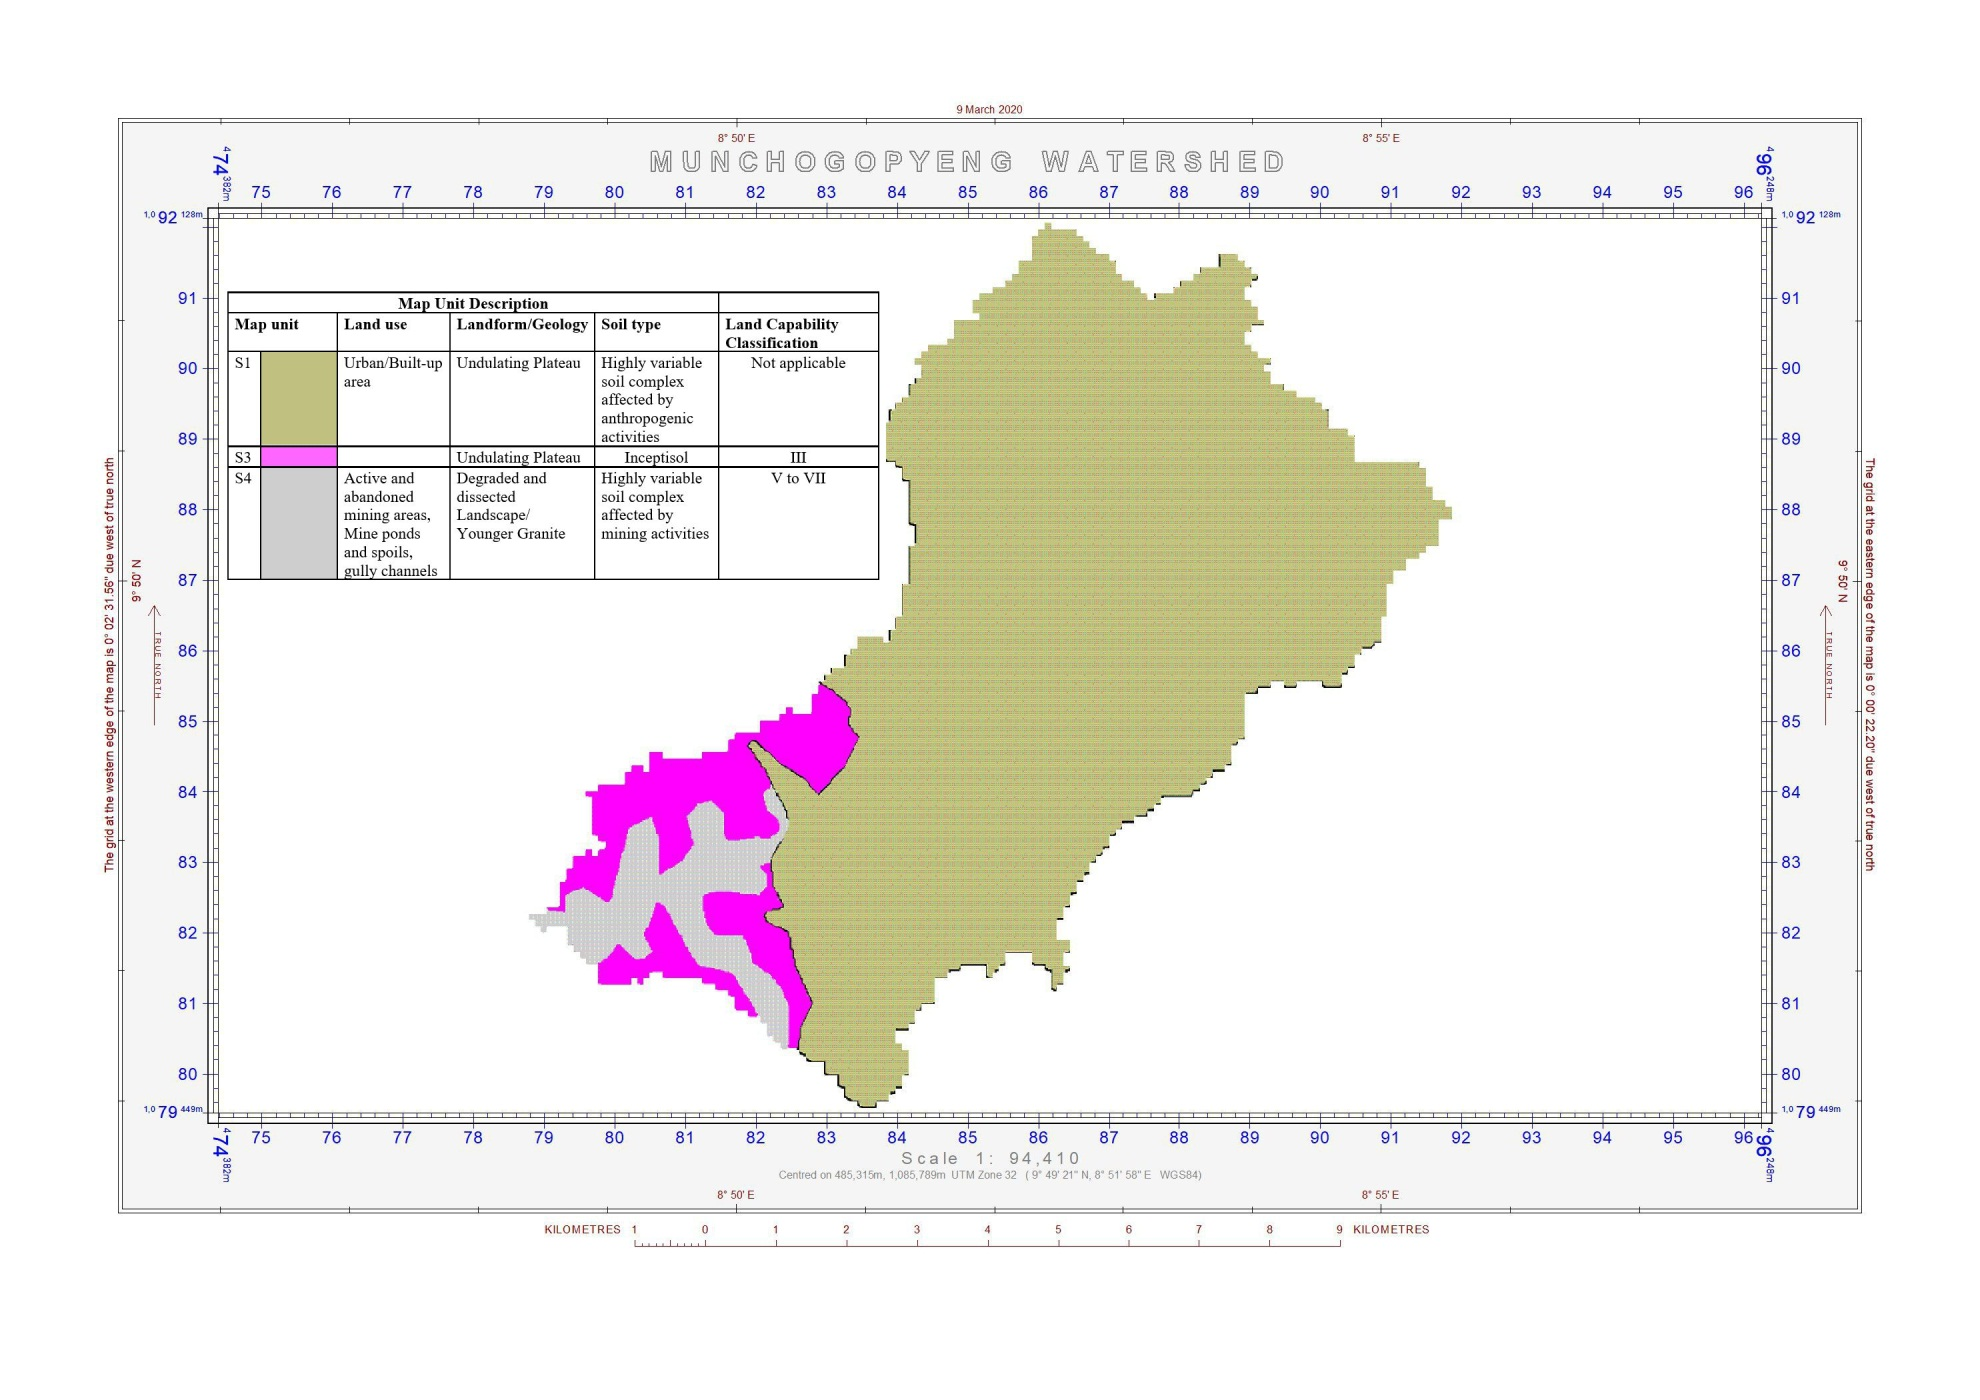 9 March 2020
8° 50' E 8° 55' E
MUNCHOGOPYENG WATERSHED
⁴74 382m 75 76 77 78 79 80 81 82 83 84 85 86 87 88 89 90 91 92 93 94 95 96 ⁴96 248m
1,0 92 128m 1,0 92 128m
91 91
90 90
89 89
88 88
87 87
86 86
85 85
84 84
83 83
82 82
81 81
80 80
1,0 79 449m 1,0 79 449m
Map Unit Description
Map unit Land use Landform/Geology Soil type Land Capability
Classification
S1 Urban/Built-up Undulating Plateau Highly variable Not applicable
area soil complex
affected by
anthropogenic
activities
S3 Undulating Plateau Inceptisol III
S4 Active and Degraded and Highly variable V to VII
abandoned dissected soil complex
mining areas, Landscape/ affected by
Mine ponds Younger Granite mining activities
and spoils,
gully channels
The grid at the western edge of the map is 0° 02' 31.56" due west of true north
9° 50' N
TRUE NORTH
9° 50' N
TRUE NORTH
The grid at the eastern edge of the map is 0° 00' 22.20" due west of true north
⁴74 382m 75 76 77 78 79 80 81 82 83 84 85 86 87 88 89 90 91 92 93 94 95 96 ⁴96 248m
Scale 1: 94,410
Centred on 485,315m, 1,085,789m UTM Zone 32 ( 9° 49' 21" N, 8° 51' 58" E WGS84)
8° 50' E 8° 55' E
KILOMETRES 1 0 1 2 3 4 5 6 7 8 9 KILOMETRES